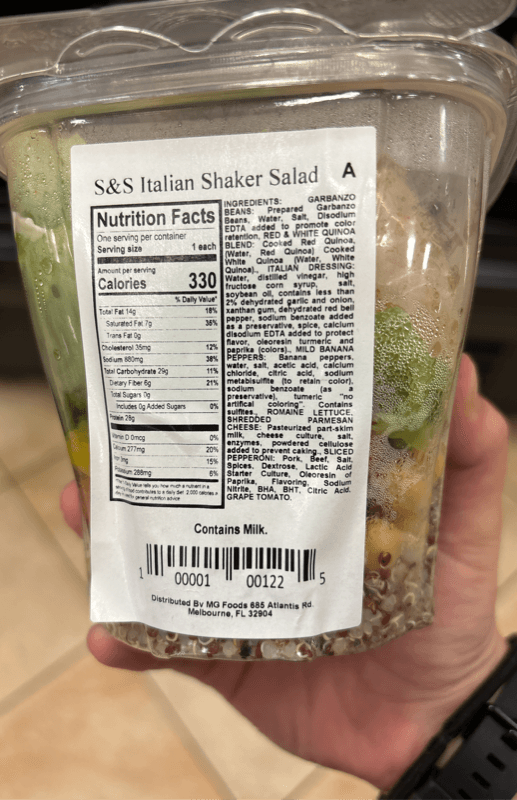 S&S Italian Shaker Salad A
Nutrition Facts
One serving per container
Serving size 1 each
Amount per serving
Calories 330
% Daily Value*
Total Fat 14g 18%
Saturated Fat 7g 35%
Trans Fat 0g
Cholesterol 35mg 12%
Sodium 880mg 38%
Total Carbohydrate 29g 11%
Dietary Fiber 6g 21%
Total Sugars 0g
Includes 0g Added Sugars 0%
Protein 28g
Vitamin D 0mcg 0%
277mg 20%
15%
288mg 6%
INGREDIENTS: GARBANZO
BEANS: Prepared Garbanzo
Beans, Water, Salt, Disodium
EDTA added to promote color
retention, RED & WHITE QUINOA
BLEND: Cooked Red Quinoa,
(Water, Red Quinoa) Cooked
White Quinoa (Water, White
Quinoa)., ITALIAN DRESSING:
Water, distilled vinegar, high
fructose corn syrup, salt,
soybean oil, contains less than
2% dehydrated garlic and onion,
xanthan gum, dehydrated red bell
pepper, sodium benzoate added
as a preservative, spice, calcium
disodium EDTA added to protect
flavor, oleoresin turmeric and
paprika (colors)., MILD BANANA
PEPPERS: Banana peppers,
water, salt, acetic acid, calcium
chloride, citric acid, sodium
metabisulfite (to retain color),
sodium benzoate (as a
preservative), tumeric "no
artifical coloring". Contains
sulfites., ROMAINE LETTUCE,
SHREDDED PARMESAN
CHEESE: Pasteurized part-skim
milk, cheese culture, salt,
enzymes, powdered cellulose
added to prevent caking., SLICED
PEPPERONI: Pork, Beef, Salt,
Spices, Dextrose, Lactic Acid
Starter Culture, Oleoresin of
Paprika, Flavoring, Sodium
Nitrite, BHA, BHT, Citric Acid,
GRAPE TOMATO.
Contains Milk.
1 00001 00122 5
Distributed By MG Foods 685 Atlantis Rd.
Melbourne, FL 32904